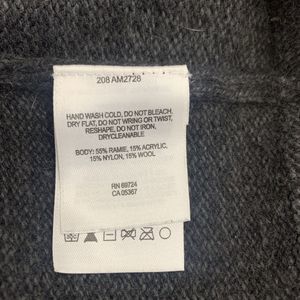 208 AM2728
HAND WASH COLD, DO NOT BLEACH,
DRY FLAT, DO NOT WRING OR TWIST,
RESHAPE, DO NOT IRON,
DRYCLEANABLE
BODY: 55% RAMIE, 15% ACRYLIC,
15% NYLON, 15% WOOL
RN 69724
CA 05367